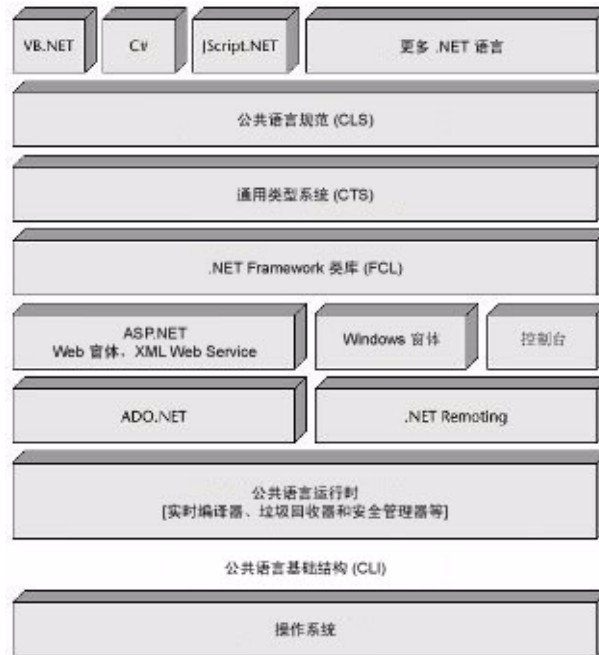 VB.NET
C#
JScript.NET
更多 .NET 语言
公共语言规范 (CLS)
通用类型系统 (CTS)
.NET Framework 类库 (FCL)
ASP.NET
Web 窗体、XML Web Service
Windows 窗体
控制台
ADO.NET
.NET Remoting
公共语言运行时
[实时编译器、垃圾回收器和安全管理器等]
公共语言基础结构 (CLI)
操作系统